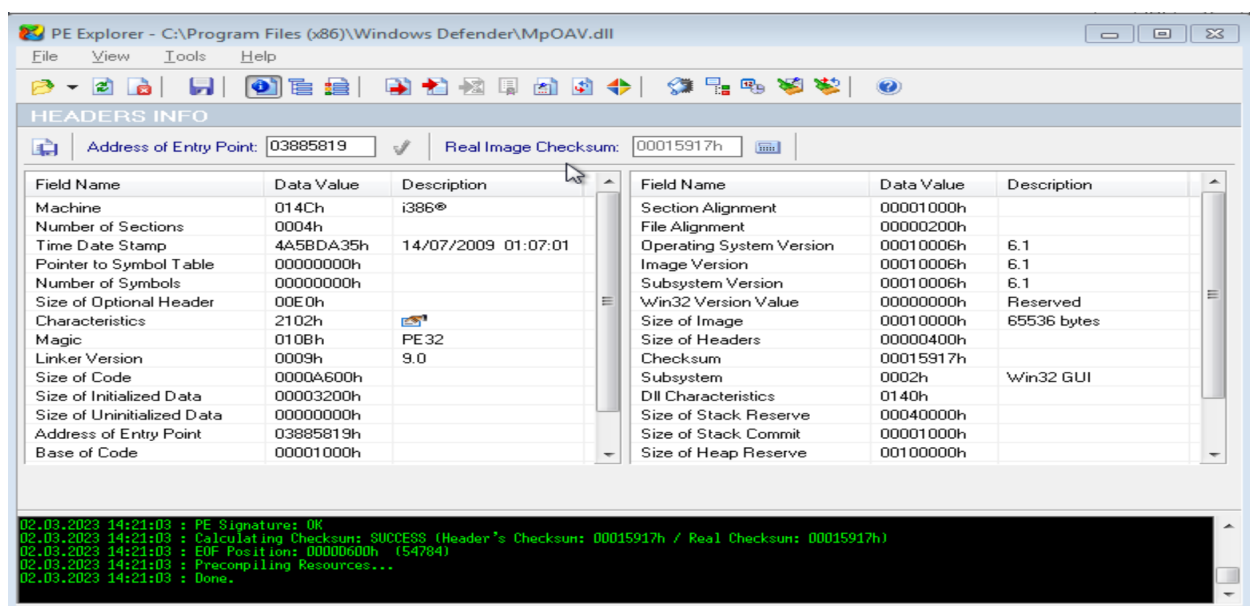 PE Explorer - C:\Program Files (x86)\Windows Defender\MpOAV.dll
File View Tools Help
HEADERS INFO
Address of Entry Point: 03885819 Real Image Checksum: 00015917h
Field Name Data Value Description
Machine 014Ch i386®
Number of Sections 0004h
Time Date Stamp 4A5BDA35h 14/07/2009 01:07:01
Pointer to Symbol Table 00000000h
Number of Symbols 00000000h
Size of Optional Header 00E0h
Characteristics 2102h
Magic 010Bh PE32
Linker Version 0009h 9.0
Size of Code 0000A600h
Size of Initialized Data 00003200h
Size of Uninitialized Data 00000000h
Address of Entry Point 03885819h
Base of Code 00001000h
Field Name Data Value Description
Section Alignment 00001000h
File Alignment 00000200h
Operating System Version 00010006h 6.1
Image Version 00010006h 6.1
Subsystem Version 00010006h 6.1
Win32 Version Value 00000000h Reserved
Size of Image 00010000h 65536 bytes
Size of Headers 00000400h
Checksum 00015917h
Subsystem 0002h Win32 GUI
Dll Characteristics 0140h
Size of Stack Reserve 00040000h
Size of Stack Commit 00001000h
Size of Heap Reserve 00100000h
02.03.2023 14:21:03 : PE Signature: OK
02.03.2023 14:21:03 : Calculating Checksum: SUCCESS (Header's Checksum: 00015917h / Real Checksum: 00015917h)
02.03.2023 14:21:03 : EOF Position: 0000D600h (54784)
02.03.2023 14:21:03 : Precompiling Resources...
02.03.2023 14:21:03 : Done.